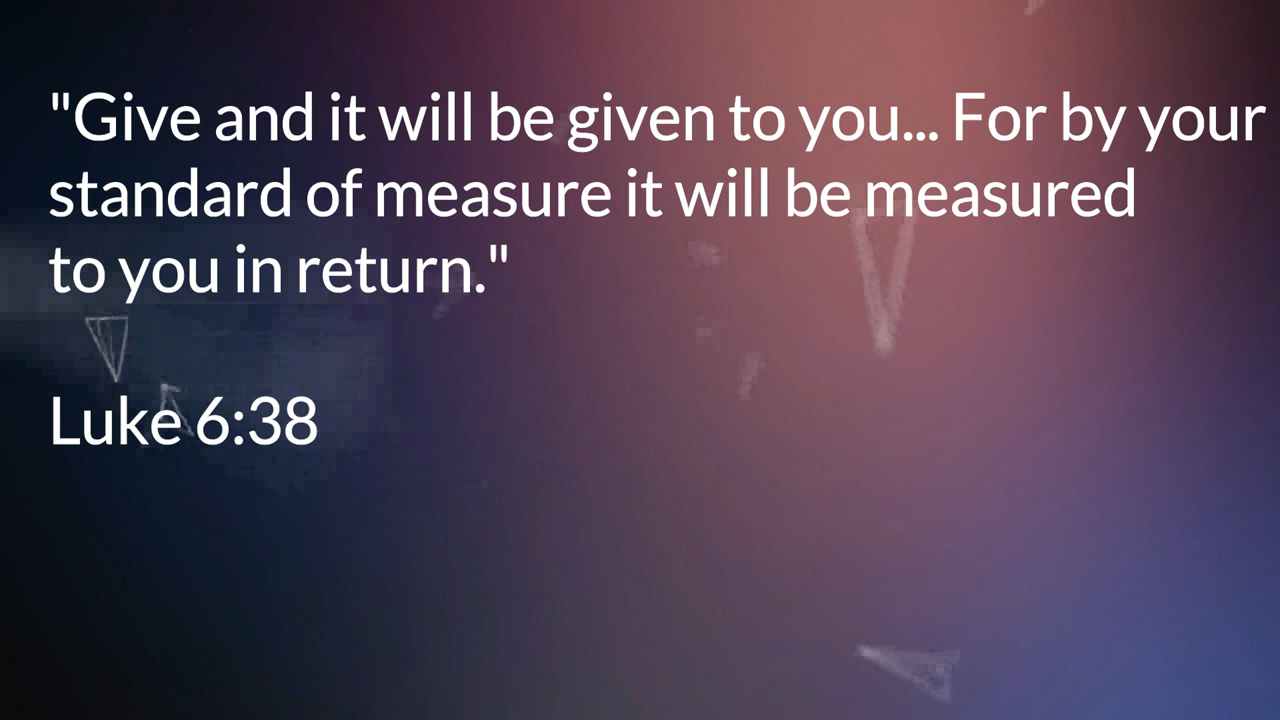 "Give and it will be given to you... For by your
standard of measure it will be measured
to you in return."
Luke 6:38